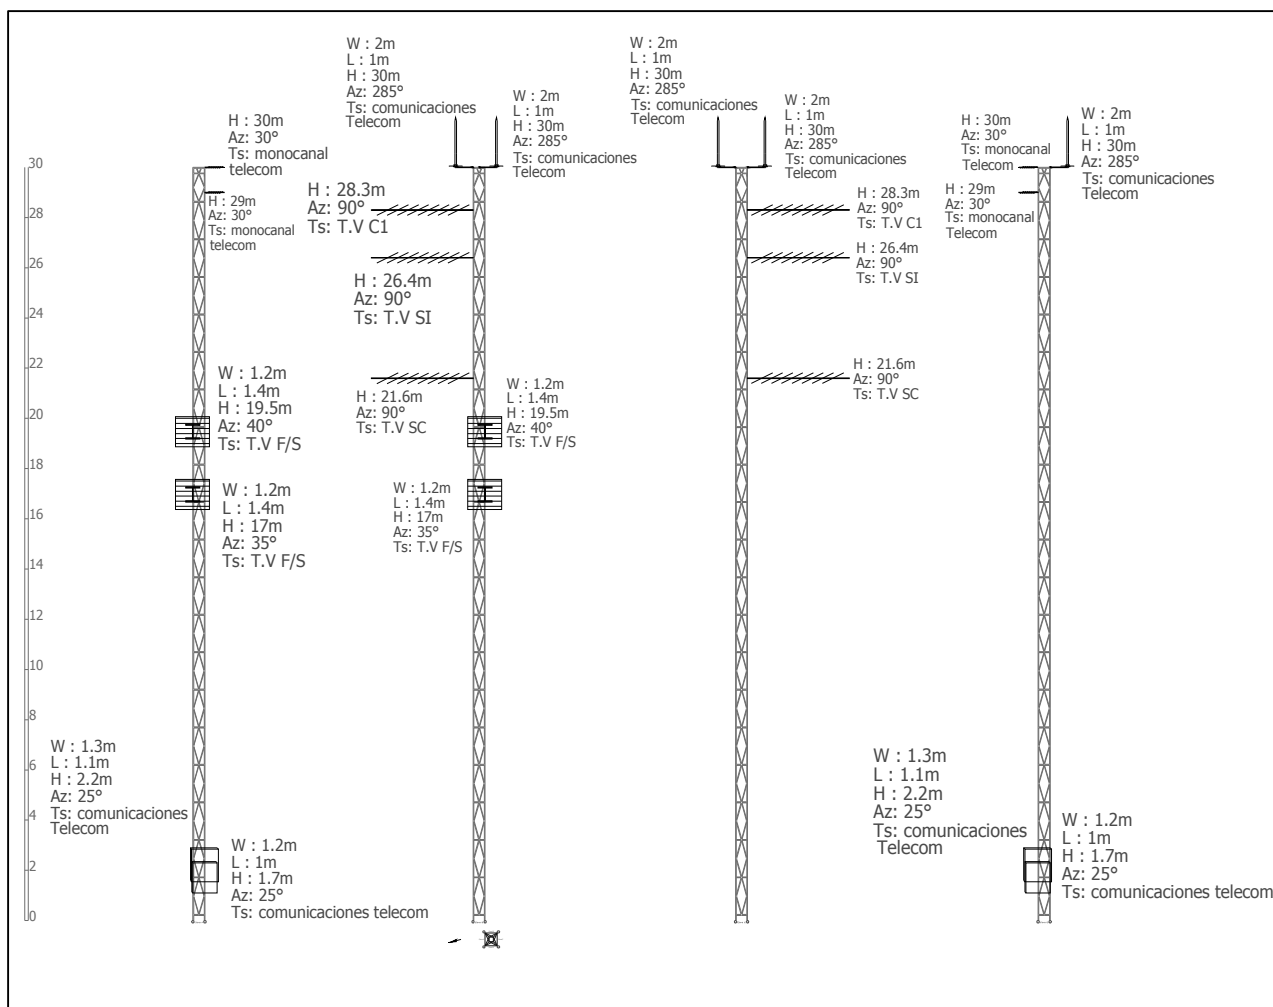 W : 2m
L : 1m
H : 30m
Az: 285°
Ts: comunicaciones
Telecom
W : 2m
L : 1m
H : 30m
Az: 285°
Ts: comunicaciones
Telecom
W : 2m
L : 1m
H : 30m
Az: 285°
Ts: comunicaciones
Telecom
W : 2m
L : 1m
H : 30m
Az: 285°
Ts: comunicaciones
Telecom
H : 30m
Az: 30°
Ts: monocanal
telecom
H : 29m
Az: 30°
Ts: monocanal
telecom
H : 30m
Az: 30°
Ts: monocanal
Telecom
W : 2m
L : 1m
H : 30m
Az: 285°
Ts: comunicaciones
Telecom
H : 29m
Az: 30°
Ts: monocanal
Telecom
H : 28.3m
Az: 90°
Ts: T.V C1
H : 26.4m
Az: 90°
Ts: T.V SI
H : 21.6m
Az: 90°
Ts: T.V SC
H : 28.3m
Az: 90°
Ts: T.V C1
H : 26.4m
Az: 90°
Ts: T.V SI
H : 21.6m
Az: 90°
Ts: T.V SC
W : 1.2m
L : 1.4m
H : 19.5m
Az: 40°
Ts: T.V F/S
W : 1.2m
L : 1.4m
H : 17m
Az: 35°
Ts: T.V F/S
W : 1.2m
L : 1.4m
H : 19.5m
Az: 40°
Ts: T.V F/S
W : 1.2m
L : 1.4m
H : 17m
Az: 35°
Ts: T.V F/S
W : 1.3m
L : 1.1m
H : 2.2m
Az: 25°
Ts: comunicaciones
Telecom
W : 1.2m
L : 1m
H : 1.7m
Az: 25°
Ts: comunicaciones telecom
W : 1.3m
L : 1.1m
H : 2.2m
Az: 25°
Ts: comunicaciones
Telecom
W : 1.2m
L : 1m
H : 1.7m
Az: 25°
Ts: comunicaciones telecom
30
28
26
24
22
20
18
16
14
12
10
8
6
4
2
0